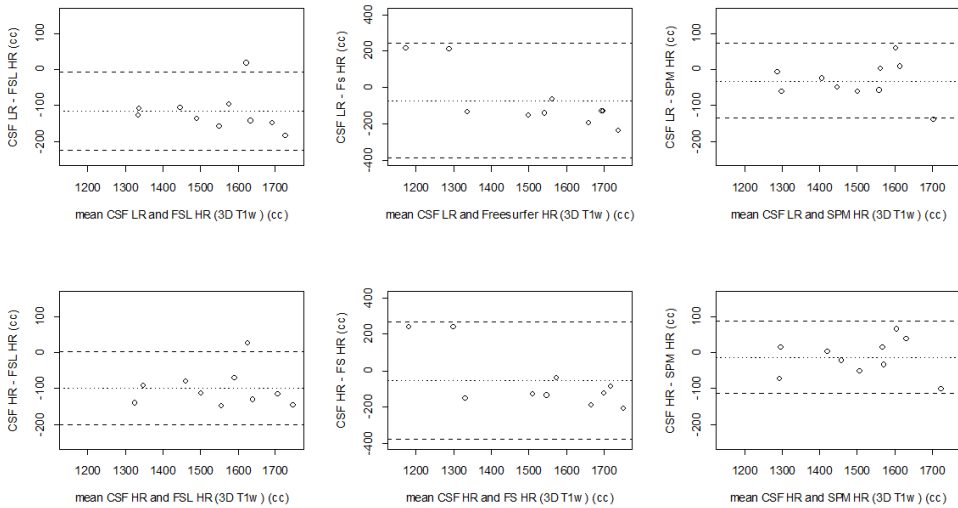 CSF LR - FSL HR (cc)
100
0
-100
-200
1200 1300 1400 1500 1600 1700
mean CSF LR and FSL HR (3D T1w) (cc)
CSF LR - Fs HR (cc)
400
200
0
-200
-400
1200 1300 1400 1500 1600 1700
mean CSF LR and Freesurfer HR (3D T1w) (cc)
CSF LR - SPM HR (cc)
100
0
-100
-200
1200 1300 1400 1500 1600 1700
mean CSF LR and SPM HR (3D T1w) (cc)
CSF HR - FSL HR (cc)
100
0
-100
-200
1200 1300 1400 1500 1600 1700
mean CSF HR and FSL HR (3D T1w) (cc)
CSF HR - FS HR (cc)
400
200
0
-200
-400
1200 1300 1400 1500 1600 1700
mean CSF HR and FS HR (3D T1w) (cc)
CSF HR - SPM HR (cc)
100
0
-100
-200
1200 1300 1400 1500 1600 1700
mean CSF HR and SPM HR (3D T1w) (cc)